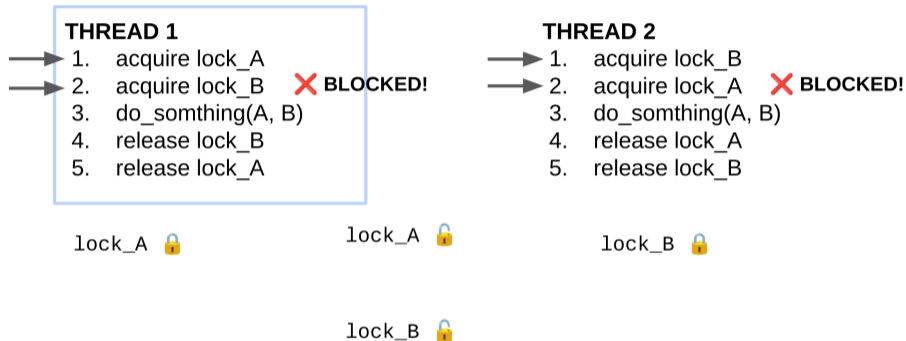 THREAD 1
1. acquire lock_A
2. acquire lock_B ❌ BLOCKED!
3. do_somthing(A, B)
4. release lock_B
5. release lock_A
THREAD 2
1. acquire lock_B
2. acquire lock_A ❌ BLOCKED!
3. do_somthing(A, B)
4. release lock_A
5. release lock_B
lock_A 🔒
lock_A 🔓
lock_B 🔒
lock_B 🔓